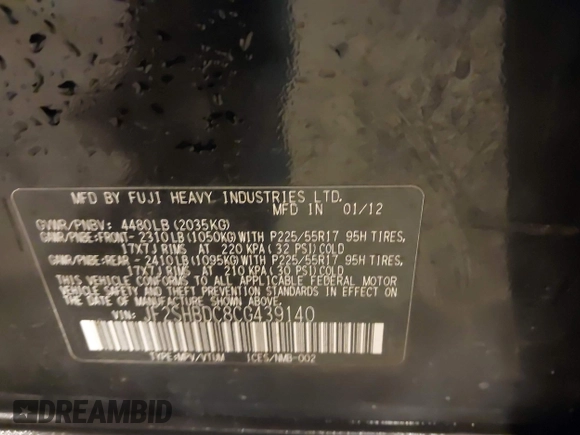 MFD BY FUJI HEAVY INDUSTRIES LTD.
MFD IN 01/12
GVWR/PNBV: 4480LB (2035KG)
GAWR/PNBE:FRONT- 2310LB (1050KG) WITH P225/55R17 95H TIRES,
17X7J RIMS AT 220 KPA (32 PSI) COLD
GAWR/PNBE:REAR - 2410LB (1095KG) WITH P225/55R17 95H TIRES,
17X7J RIMS AT 210 KPA (30 PSI) COLD
THIS VEHICLE CONFORMS TO ALL APPLICABLE FEDERAL MOTOR
VEHICLE SAFETY AND THEFT PREVENTION STANDARDS IN EFFECT ON
THE DATE OF MANUFACTURE SHOWN ABOVE.
VIN: JF2SHBDC8CG439140
TYPE:MPV/VTUM ICES/NMB-002
DREAMBID